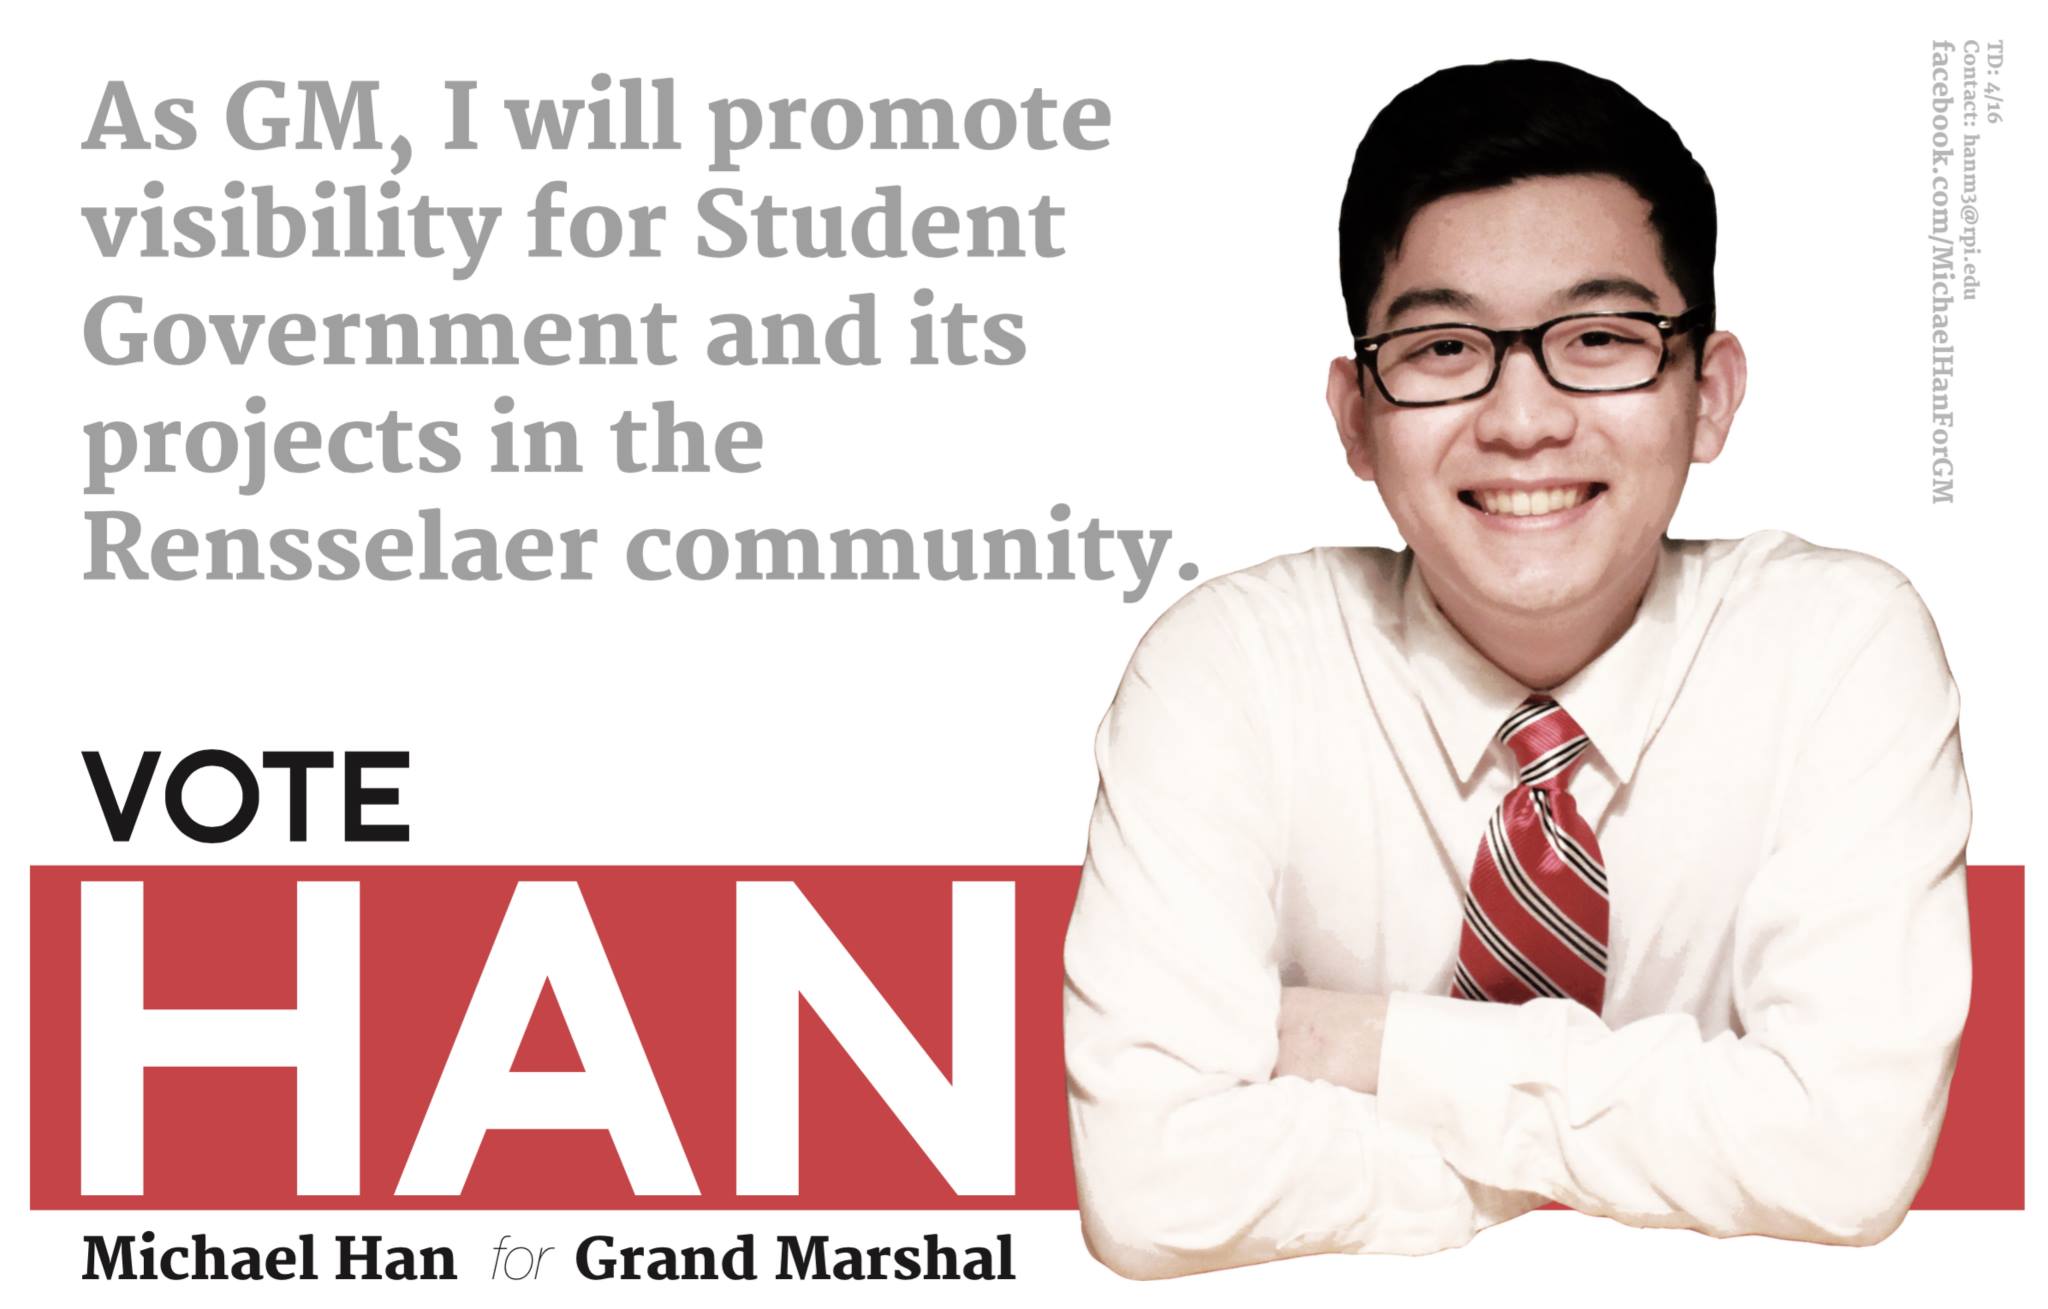 As GM, I will promote
visibility for Student
Government and its
projects in the
Rensselaer community.
VOTE
HAN
Michael Han for Grand Marshal
TD: 4/16
Contact: hanm3@rpi.edu
facebook.com/MichaelHanForGM